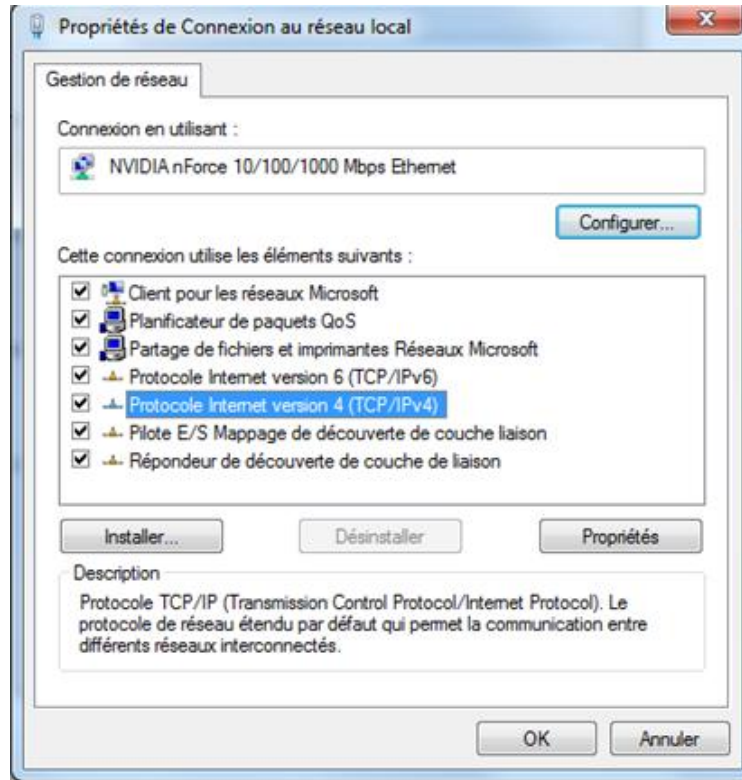 Propriétés de Connexion au réseau local
Gestion de réseau
Connexion en utilisant :
NVIDIA nForce 10/100/1000 Mbps Ethernet
Configurer...
Cette connexion utilise les éléments suivants :
Client pour les réseaux Microsoft
Planificateur de paquets QoS
Partage de fichiers et imprimantes Réseaux Microsoft
Protocole Internet version 6 (TCP/IPv6)
Protocole Internet version 4 (TCP/IPv4)
Pilote E/S Mappage de découverte de couche liaison
Répondeur de découverte de couche de liaison
Installer... Désinstaller Propriétés
Description
Protocole TCP/IP (Transmission Control Protocol/Internet Protocol). Le
protocole de réseau étendu par défaut qui permet la communication entre
différents réseaux interconnectés.
OK Annuler